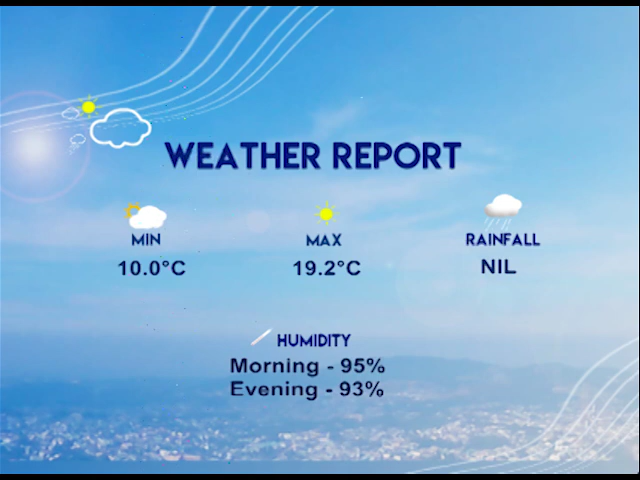 WEATHER REPORT
MIN MAX RAINFALL
10.0°C 19.2°C NIL
HUMIDITY
Morning - 95%
Evening - 93%